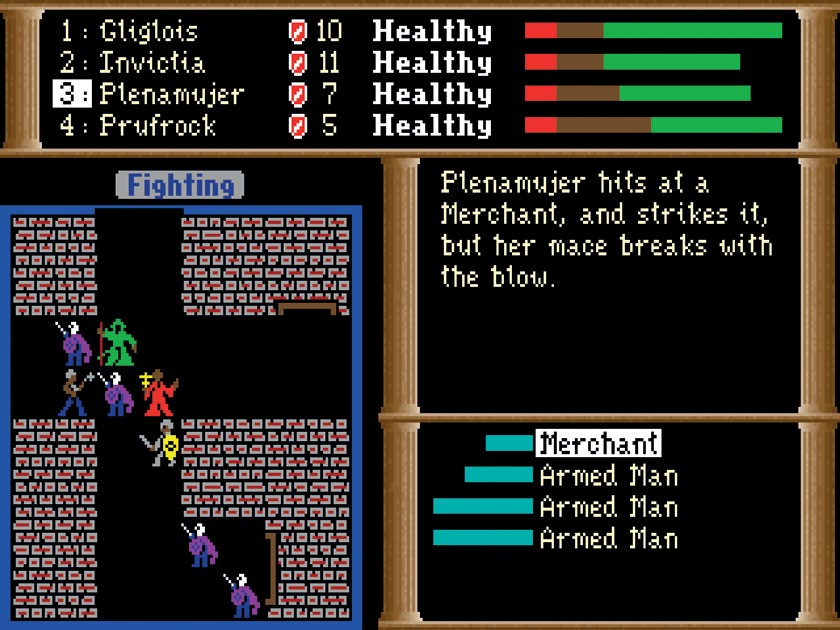 1: Gliglois 10 Healthy
2: Invictia 11 Healthy
3: Plenamujer 7 Healthy
4: Prufrock 5 Healthy
Fighting
Plenamujer hits at a
Merchant, and strikes it,
but her mace breaks with
the blow.
Merchant
Armed Man
Armed Man
Armed Man